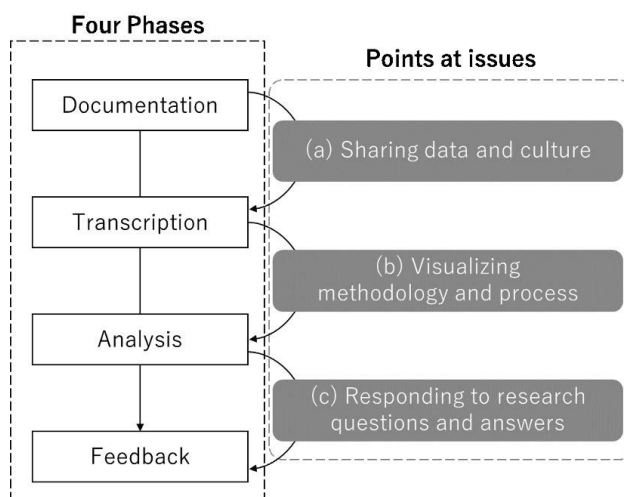 Four Phases
Points at issues
Documentation
(a) Sharing data and culture
Transcription
(b) Visualizing
methodology and process
Analysis
(c) Responding to research
questions and answers
Feedback